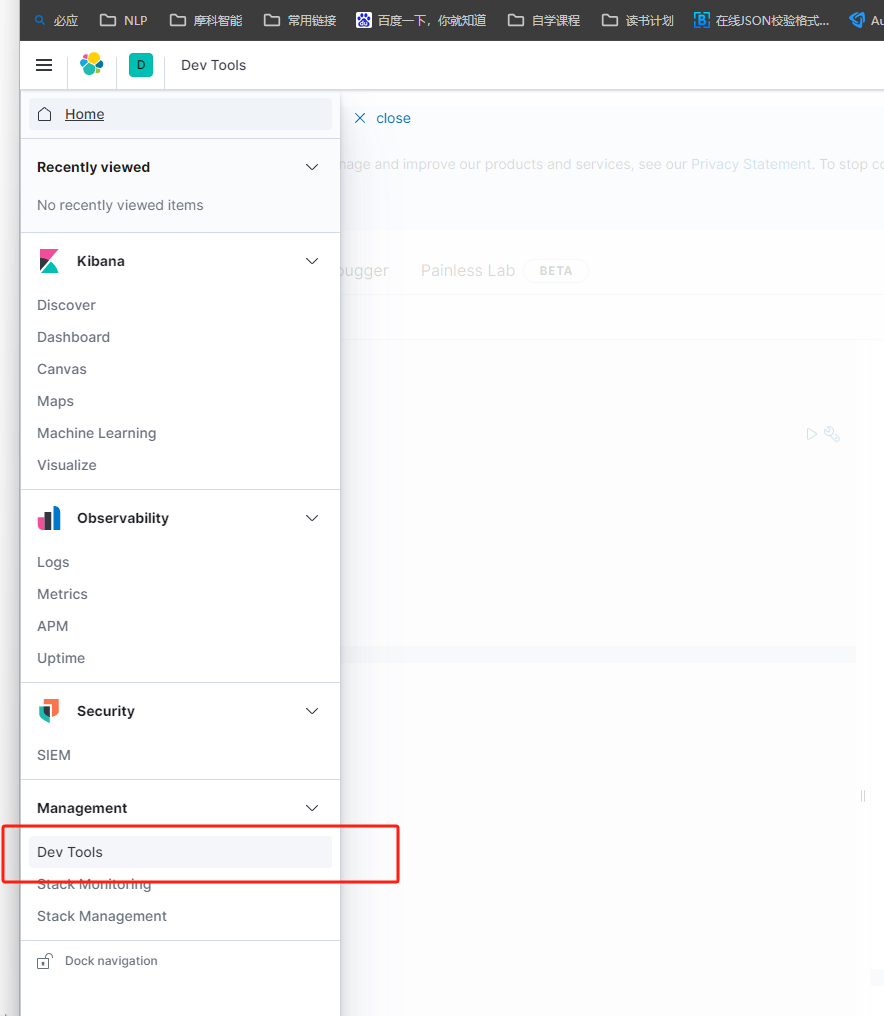 必应 NLP 摩科智能 常用链接 百度一下，你就知道 自学课程 读书计划 在线JSON校验格式... Au
D Dev Tools
Home
close
Recently viewed
nage and improve our products and services, see our Privacy Statement. To stop co
No recently viewed items
Kibana
bugger Painless Lab BETA
Discover
Dashboard
Canvas
Maps
Machine Learning
Visualize
Observability
Logs
Metrics
APM
Uptime
Security
SIEM
Management
Dev Tools
Stack Monitoring
Stack Management
Dock navigation